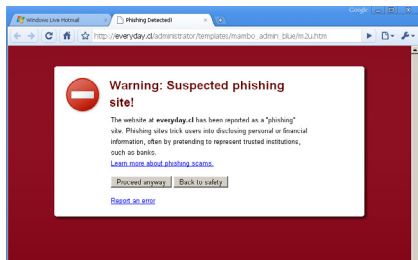 Google
Windows Live Hotmail
Phishing Detected!
http://everyday.cl/administrator/templates/mambo_admin_blue/m2u.htm
Warning: Suspected phishing
site!
The website at everyday.cl has been reported as a "phishing"
site. Phishing sites trick users into disclosing personal or financial
information, often by pretending to represent trusted institutions,
such as banks.
Learn more about phishing scams.
Proceed anyway
Back to safety
Report an error